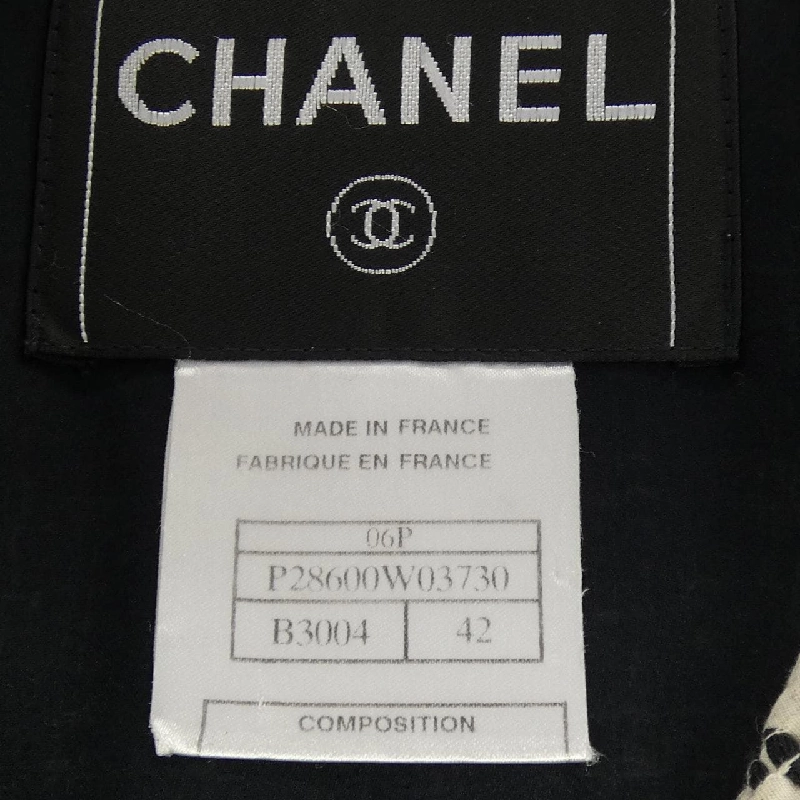 CHANEL
MADE IN FRANCE
FABRIQUE EN FRANCE
06P
P28600W03730
B3004 42
COMPOSITION